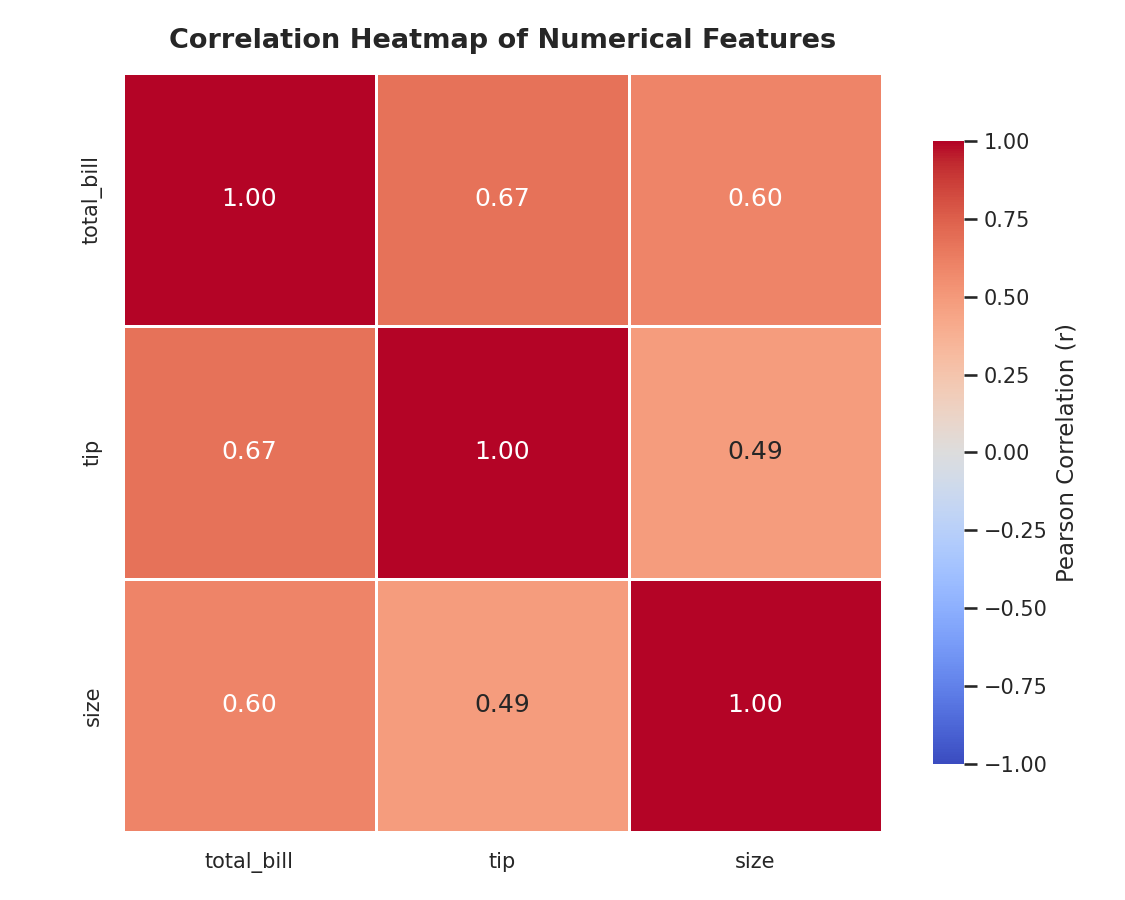 Correlation Heatmap of Numerical Features
total_bill
1.00 0.67 0.60
tip
0.67 1.00 0.49
size
0.60 0.49 1.00
total_bill tip size
1.00
0.75
0.50
0.25
0.00
−0.25
−0.50
−0.75
−1.00
Pearson Correlation (r)